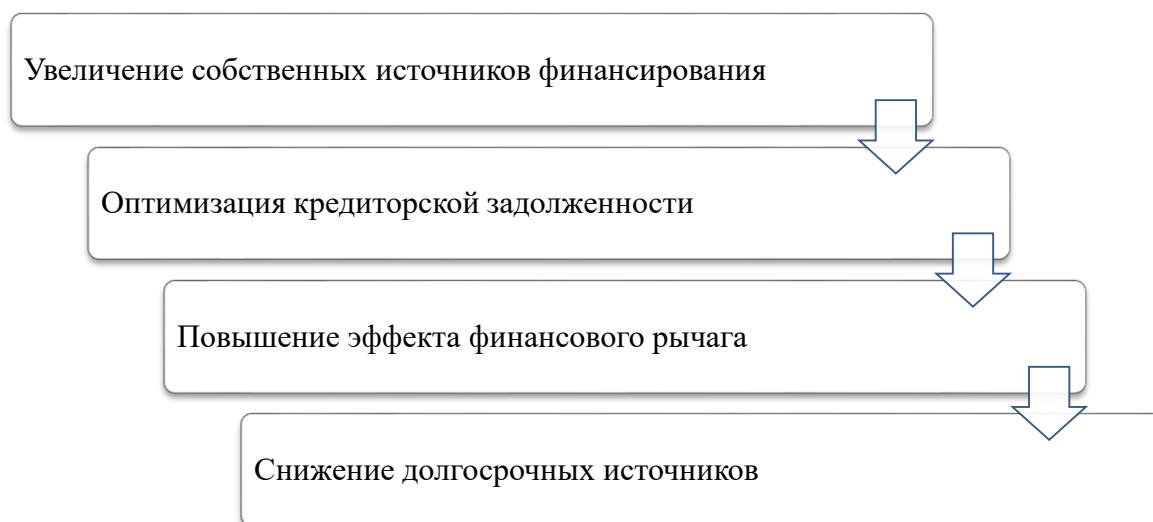 Увеличение собственных источников финансирования
Оптимизация кредиторской задолженности
Повышение эффекта финансового рычага
Снижение долгосрочных источников